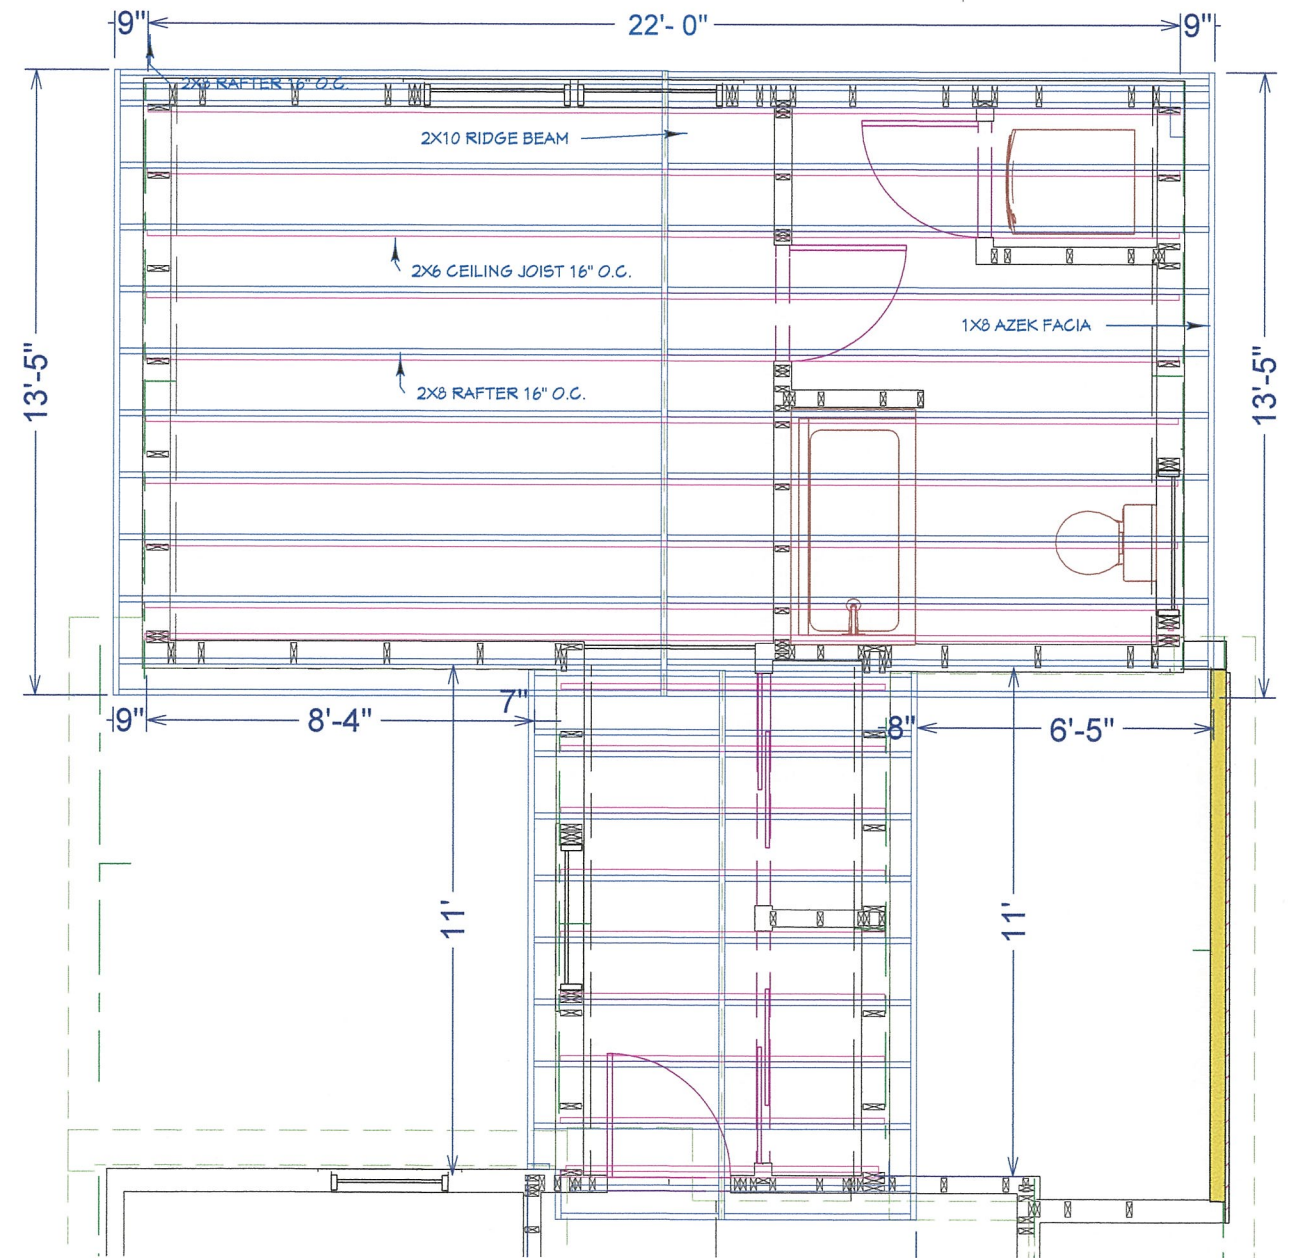 9"
22'- 0"
9"
2X8 RAFTER 16" O.C.
2X10 RIDGE BEAM
2X6 CEILING JOIST 16" O.C.
1X8 AZEK FACIA
13'-5"
13'-5"
2X8 RAFTER 16" O.C.
7"
9"
8'-4"
8"
6'-5"
11'
11'